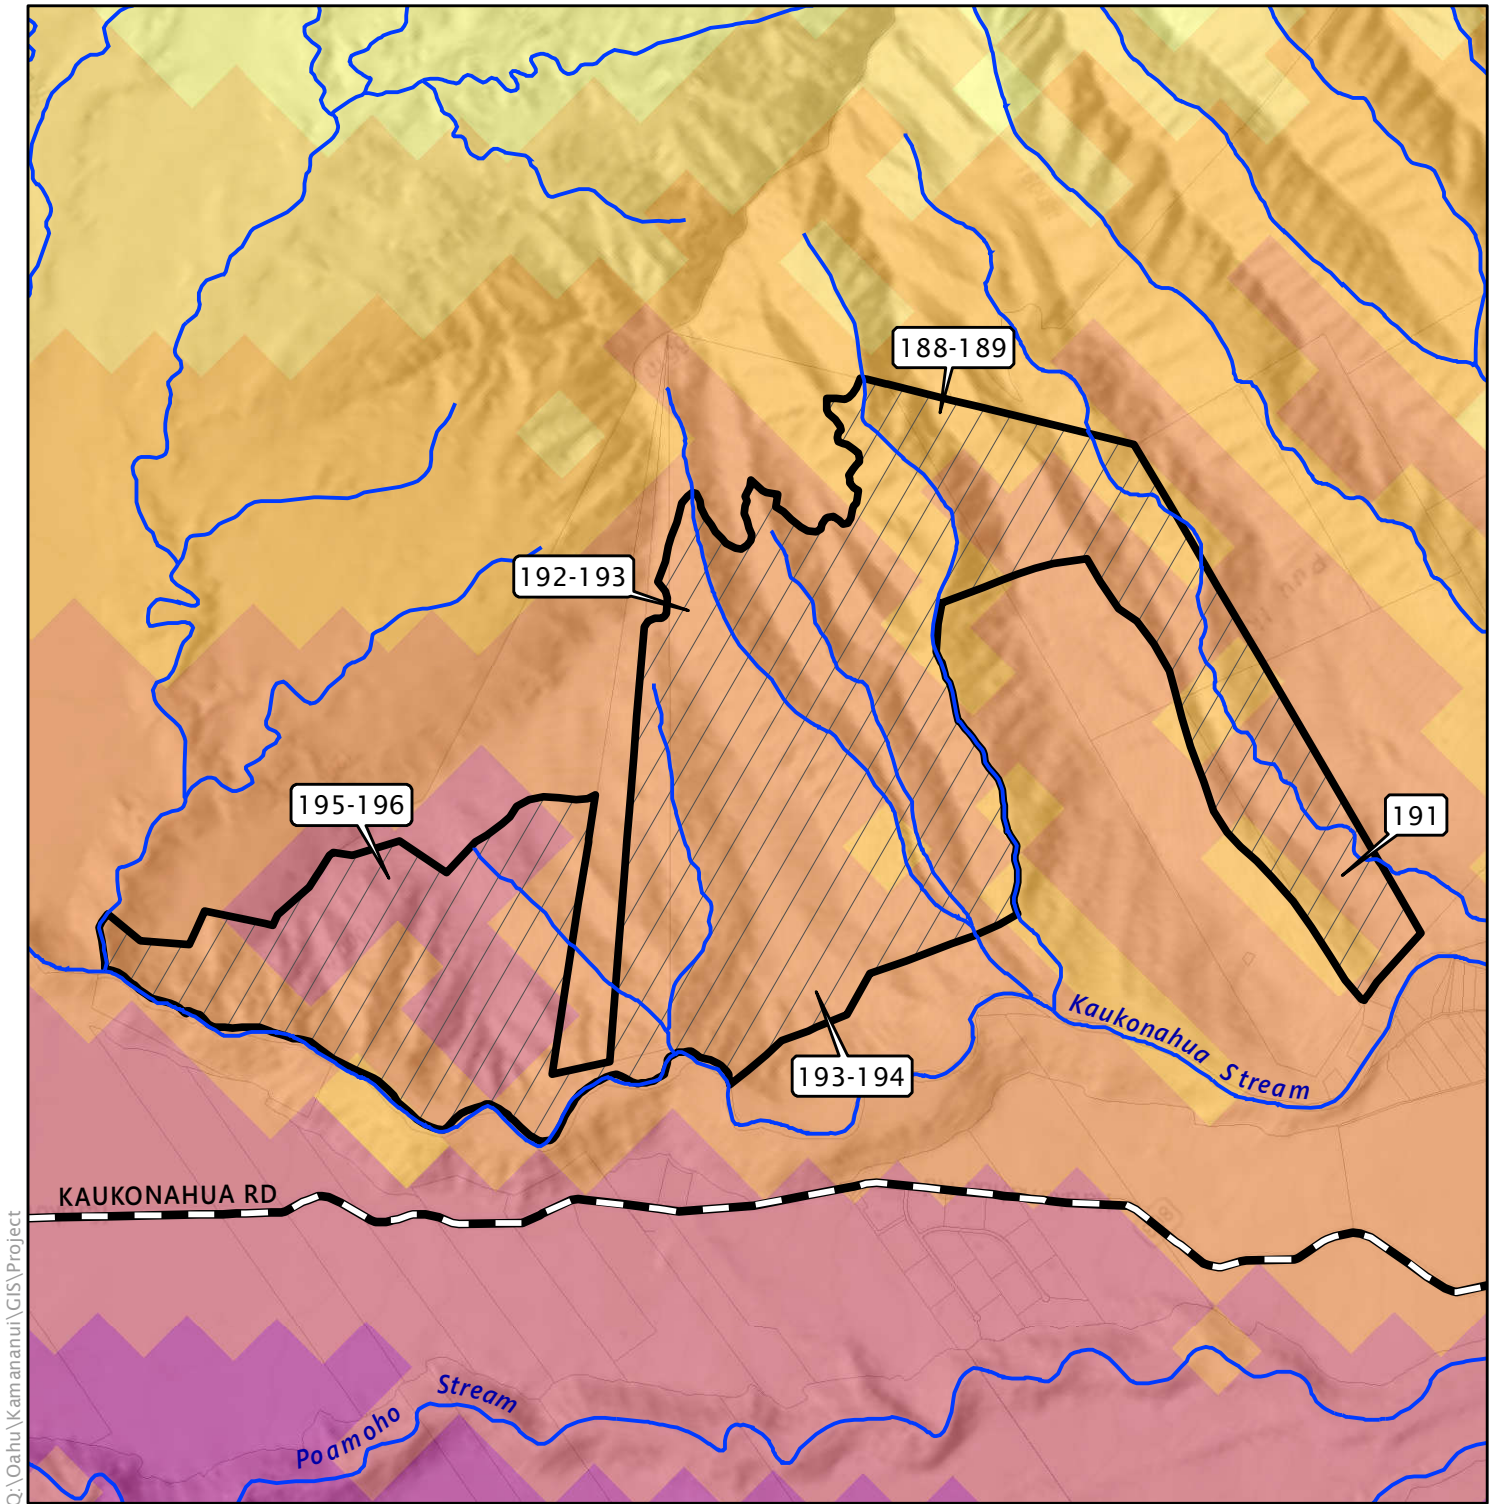 188-189
192-193
195-196
191
Kaukonahua
Stream
193-194
KAUKONAHUA RD
Stream
Poamoho
Q:\Oahu\Kamananui\GIS\Project